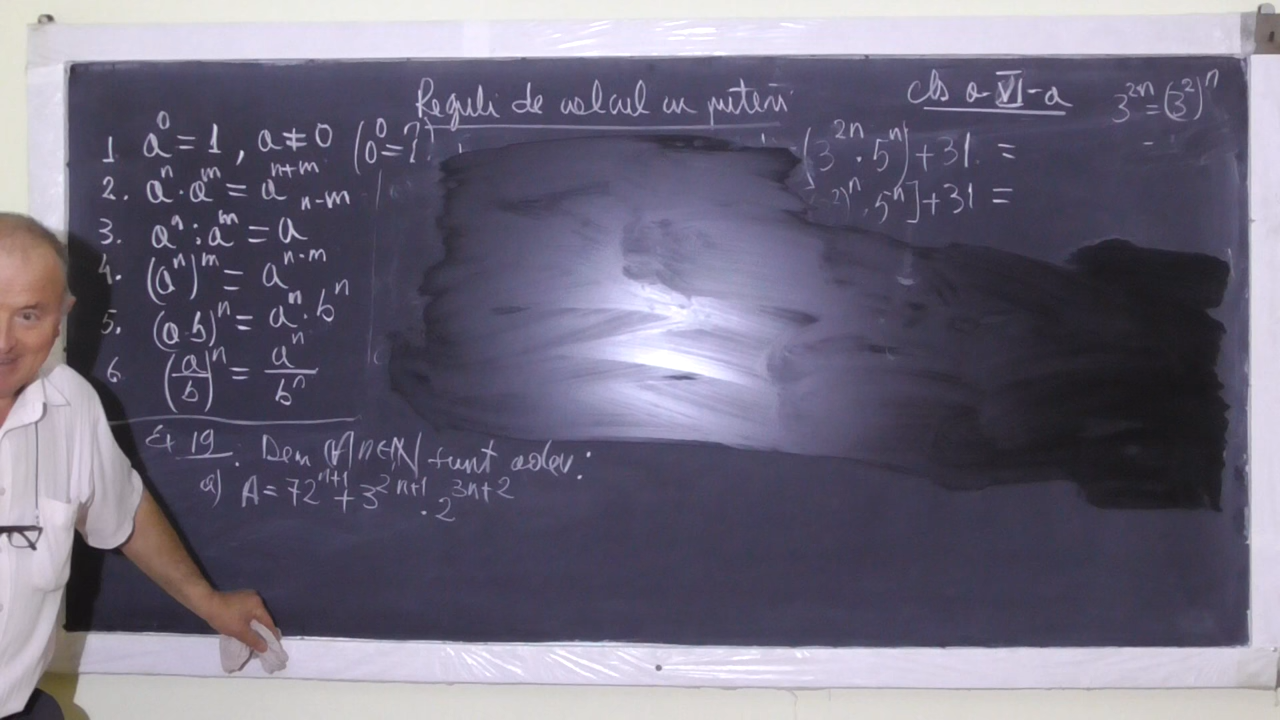 Reguli de calcul cu puteri
cls a-VI-a
3^{2n}=(3^2)^n
1. a^0 = 1, a ≠ 0 (0^0=?)
2. a^n · a^m = a^{n+m}
3. a^n : a^m = a^{n-m}
4. (a^n)^m = a^{n·m}
5. (a·b)^n = a^n · b^n
6. (a/b)^n = a^n/b^n
(3^{2n} · 5^n)+31 =
)^n · 5^n]+31 =
Ex 19. Dem (∀) n∈N sunt adev:
a) A = 72^{n+1} + 3^{2n+1} · 2^{3n+2}